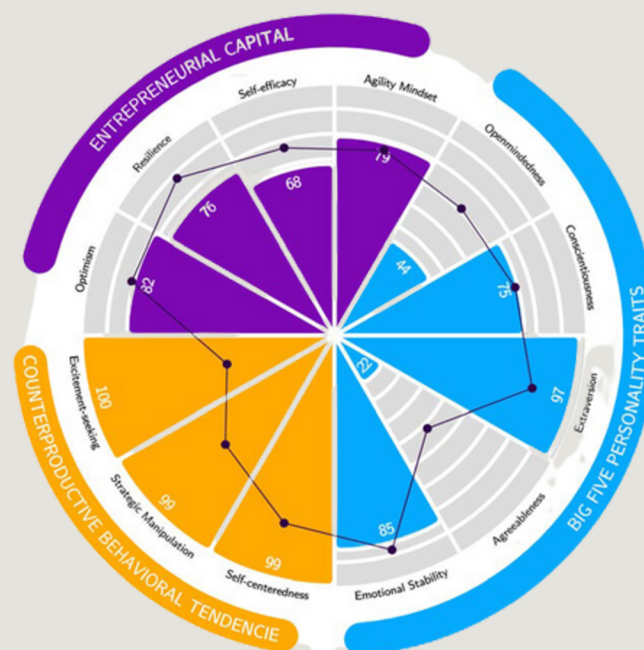 ENTREPRENEURIAL CAPITAL
Self-efficacy
Agility Mindset
Resilience
Openmindedness
Optimism
Conscientiousness
79
68
76
44
82
75
22
97
100
Excitement-seeking
Extraversion
99
Strategic Manipulation
99
85
Agreeableness
Self-centeredness
Emotional Stability
COUNTERPRODUCTIVE BEHAVIORAL TENDENCIE
BIG FIVE PERSONALITY TRAITS